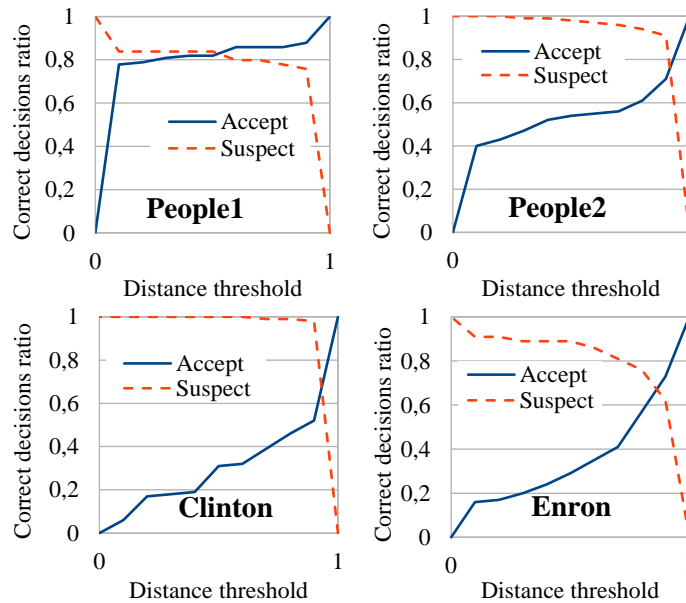 Correct decisions ratio
1
0,8
0,6
0,4
0,2
0
Accept
Suspect
People1
0
1
Distance threshold
Correct decisions ratio
1
0,8
0,6
0,4
0,2
0
Accept
Suspect
People2
0
Distance threshold
Correct decisions ratio
1
0,8
0,6
0,4
0,2
0
Accept
Suspect
Clinton
0
1
Distance threshold
Correct decisions ratio
1
0,8
0,6
0,4
0,2
0
Accept
Suspect
Enron
0
Distance threshold